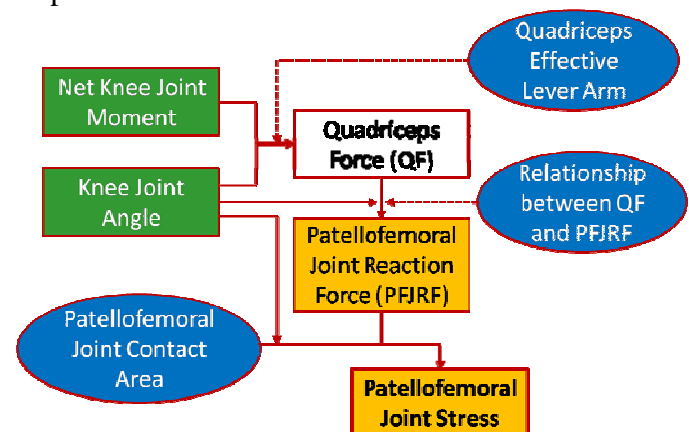 Quadriceps
Effective
Lever Arm
Net Knee Joint
Moment
Quadriceps
Force (QF)
Knee Joint
Angle
Relationship
between QF
and PFJRF
Patellofemoral
Joint Reaction
Force (PFJRF)
Patellofemoral
Joint Contact
Area
Patellofemoral
Joint Stress